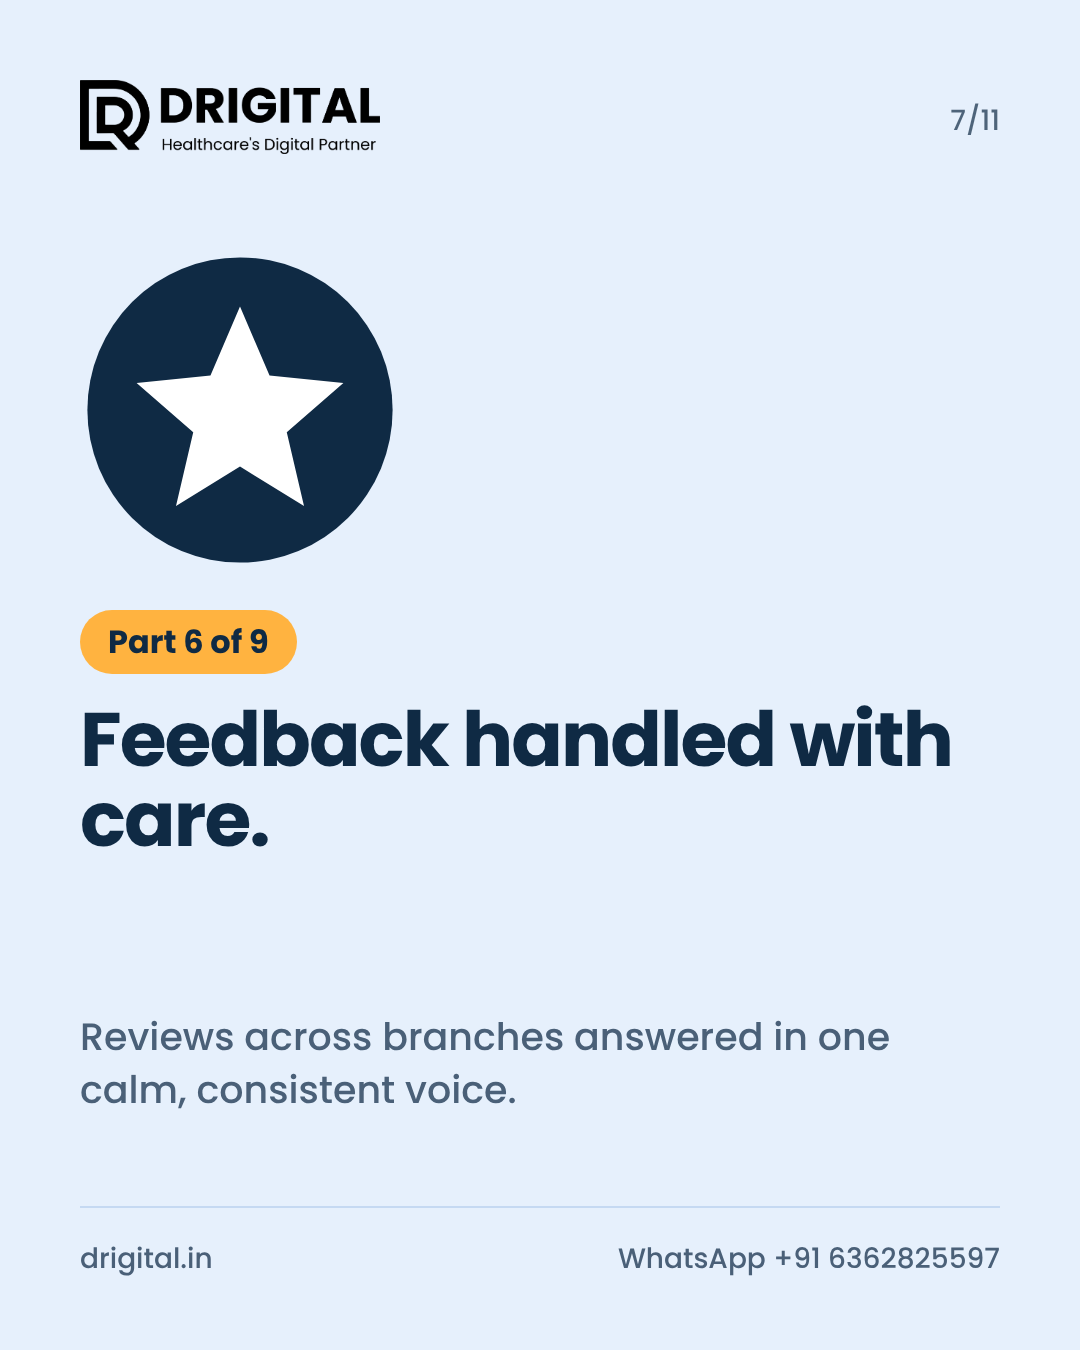 DRIGITAL
Healthcare's Digital Partner
7/11
Part 6 of 9
Feedback handled with
care.
Reviews across branches answered in one
calm, consistent voice.
drigital.in
WhatsApp +91 6362825597